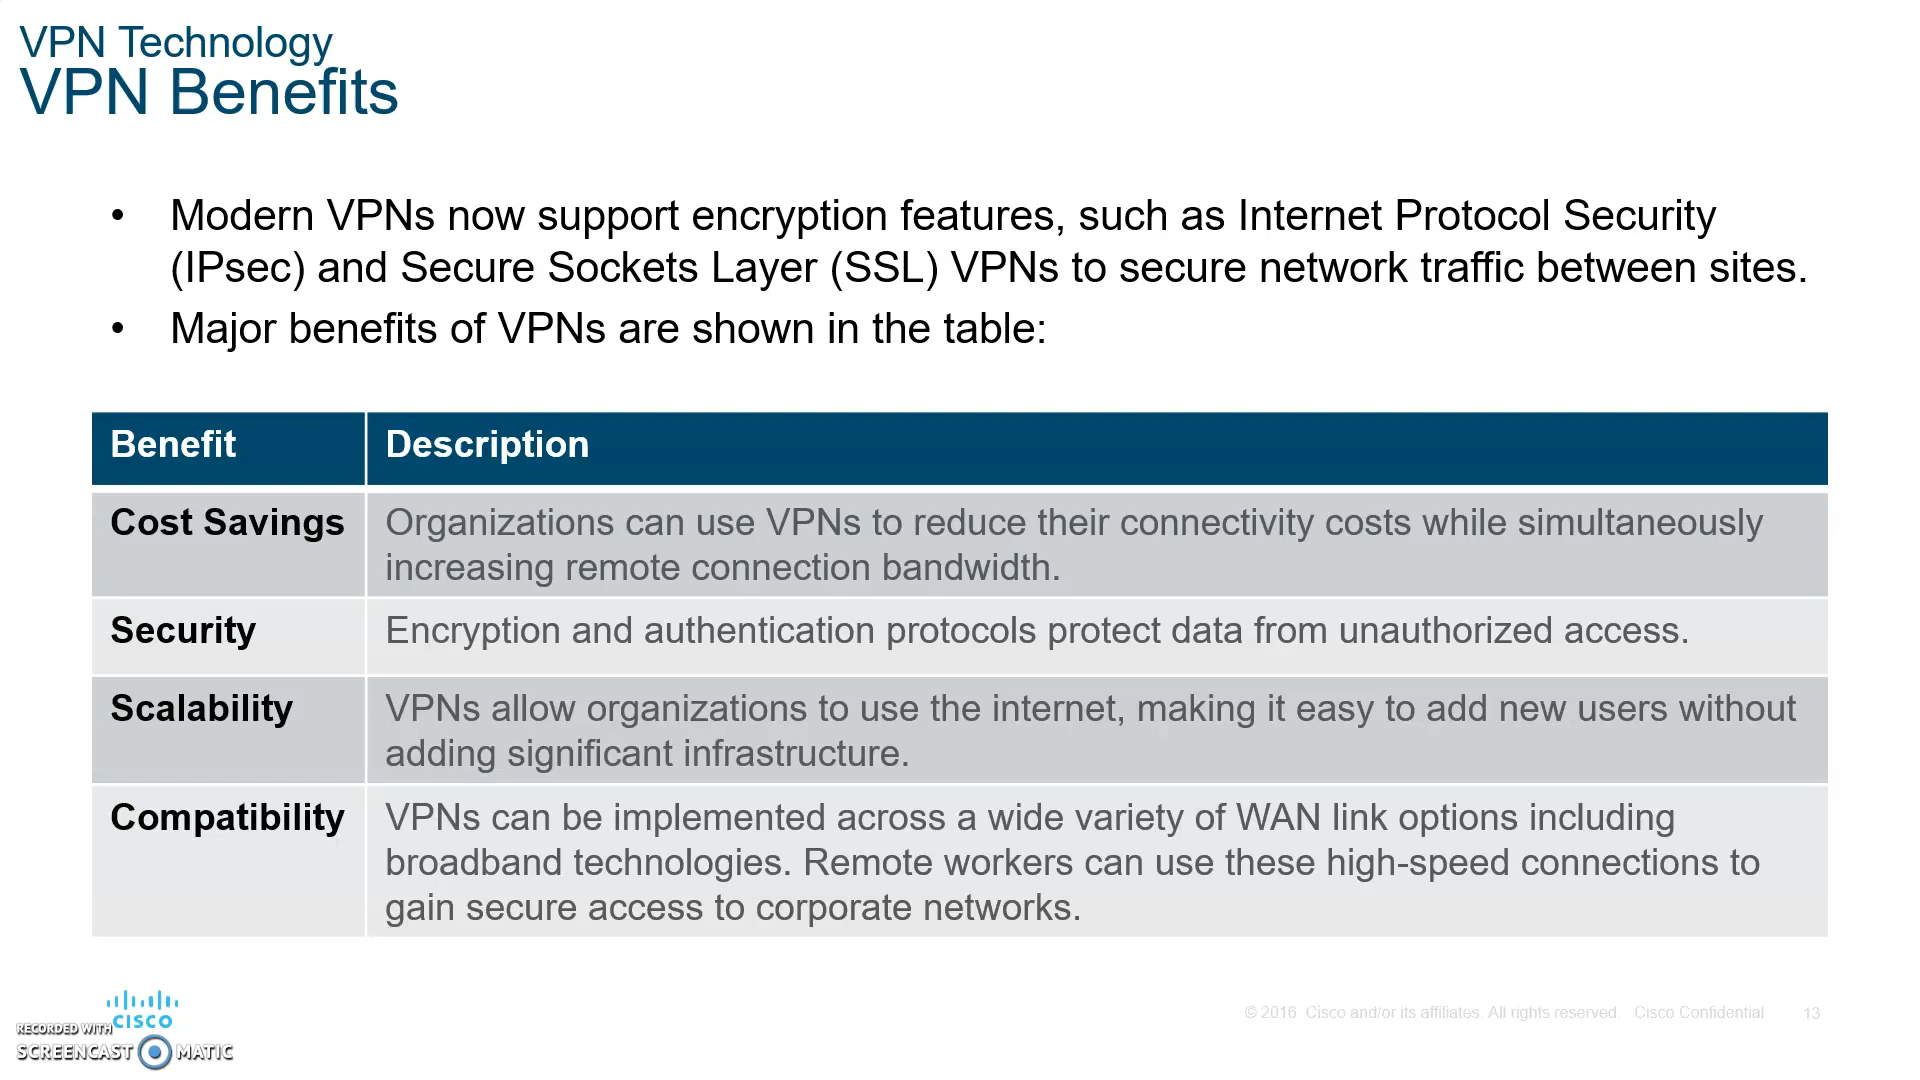 VPN Technology
VPN Benefits
• Modern VPNs now support encryption features, such as Internet Protocol Security
(IPsec) and Secure Sockets Layer (SSL) VPNs to secure network traffic between sites.
• Major benefits of VPNs are shown in the table:
Benefit Description
Cost Savings Organizations can use VPNs to reduce their connectivity costs while simultaneously
increasing remote connection bandwidth.
Security Encryption and authentication protocols protect data from unauthorized access.
Scalability VPNs allow organizations to use the internet, making it easy to add new users without
adding significant infrastructure.
Compatibility VPNs can be implemented across a wide variety of WAN link options including
broadband technologies. Remote workers can use these high-speed connections to
gain secure access to corporate networks.
CISCO
© 2016 Cisco and/or its affiliates. All rights reserved. Cisco Confidential 13
RECORDED WITH
SCREENCAST MATIC